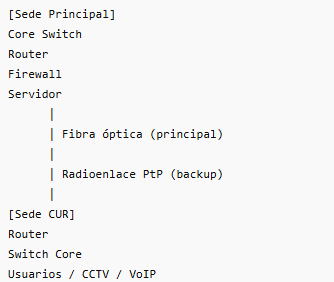 [Sede Principal]
Core Switch
Router
Firewall
Servidor
│
│ Fibra óptica (principal)
│
│ Radioenlace PtP (backup)
│
[Sede CUR]
Router
Switch Core
Usuarios / CCTV / VoIP